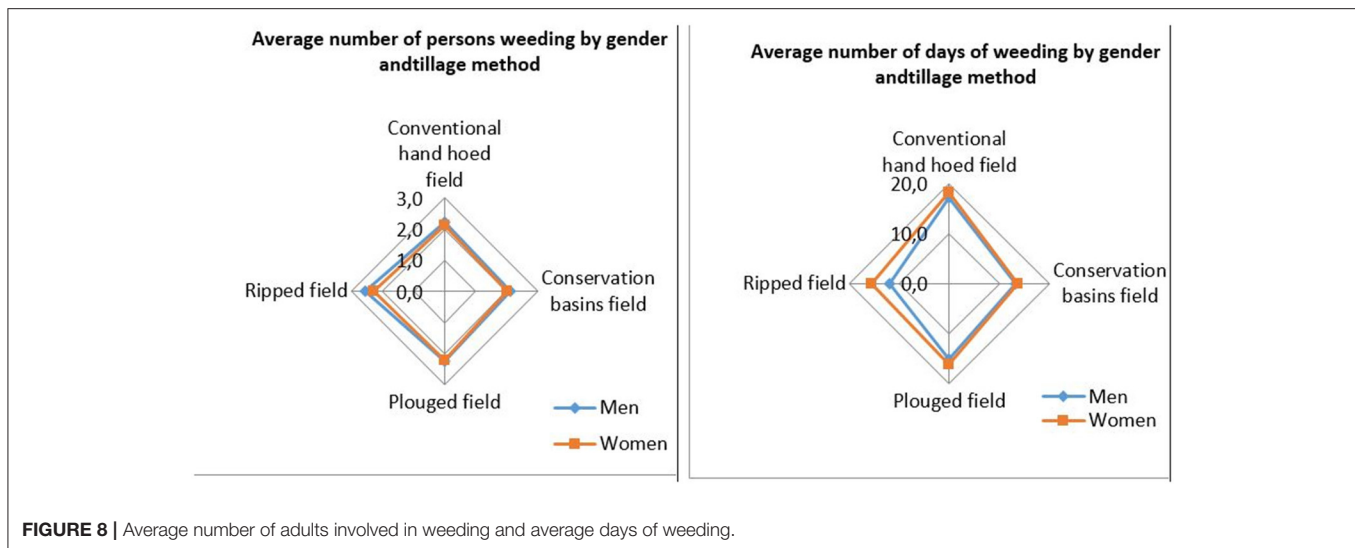 Average number of persons weeding by gender
andtillage method
Conventional
hand hoed
field
3,0
2,0
1,0
0,0
Ripped field
Conservation
basins field
Plouged field
Men
Women
Average number of days of weeding by gender
andtillage method
Conventional
hand hoed field
20,0
10,0
0,0
Ripped field
Conservation
basins field
Plouged field
Men
Women
FIGURE 8 | Average number of adults involved in weeding and average days of weeding.